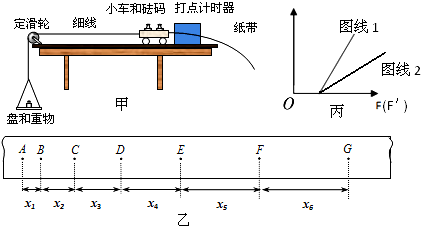 定滑轮
细线
小车和砝码
打点计时器
纸带
盘和重物
甲
图线1
图线2
O
丙
F(F′)
A B C D E F G
x₁ x₂ x₃ x₄ x₅ x₆
乙